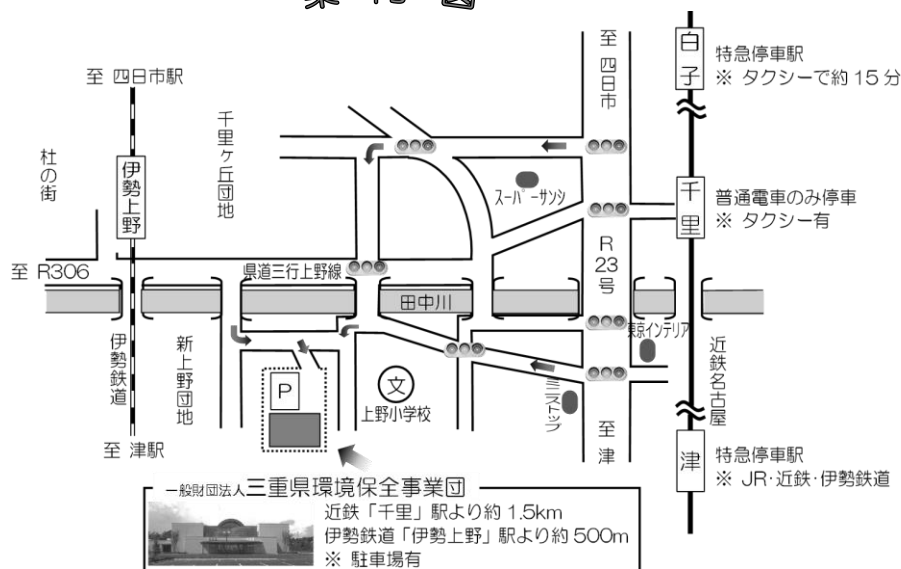 案内図
至 四日市駅
杜の街
伊勢上野
千里ヶ丘団地
至 四日市
白子
特急停車駅
※ タクシーで約 15 分
スーパーサンシ
千里
普通電車のみ停車
※ タクシー有
至 R306
県道三行上野線
R23号
田中川
東京インテリア
伊勢鉄道
新上野団地
近鉄名古屋
P
文
上野小学校
ミニストップ
至 津駅
至 津
津
特急停車駅
※ JR・近鉄・伊勢鉄道
一般財団法人三重県環境保全事業団
近鉄「千里」駅より約 1.5km
伊勢鉄道「伊勢上野」駅より約 500m
※ 駐車場有